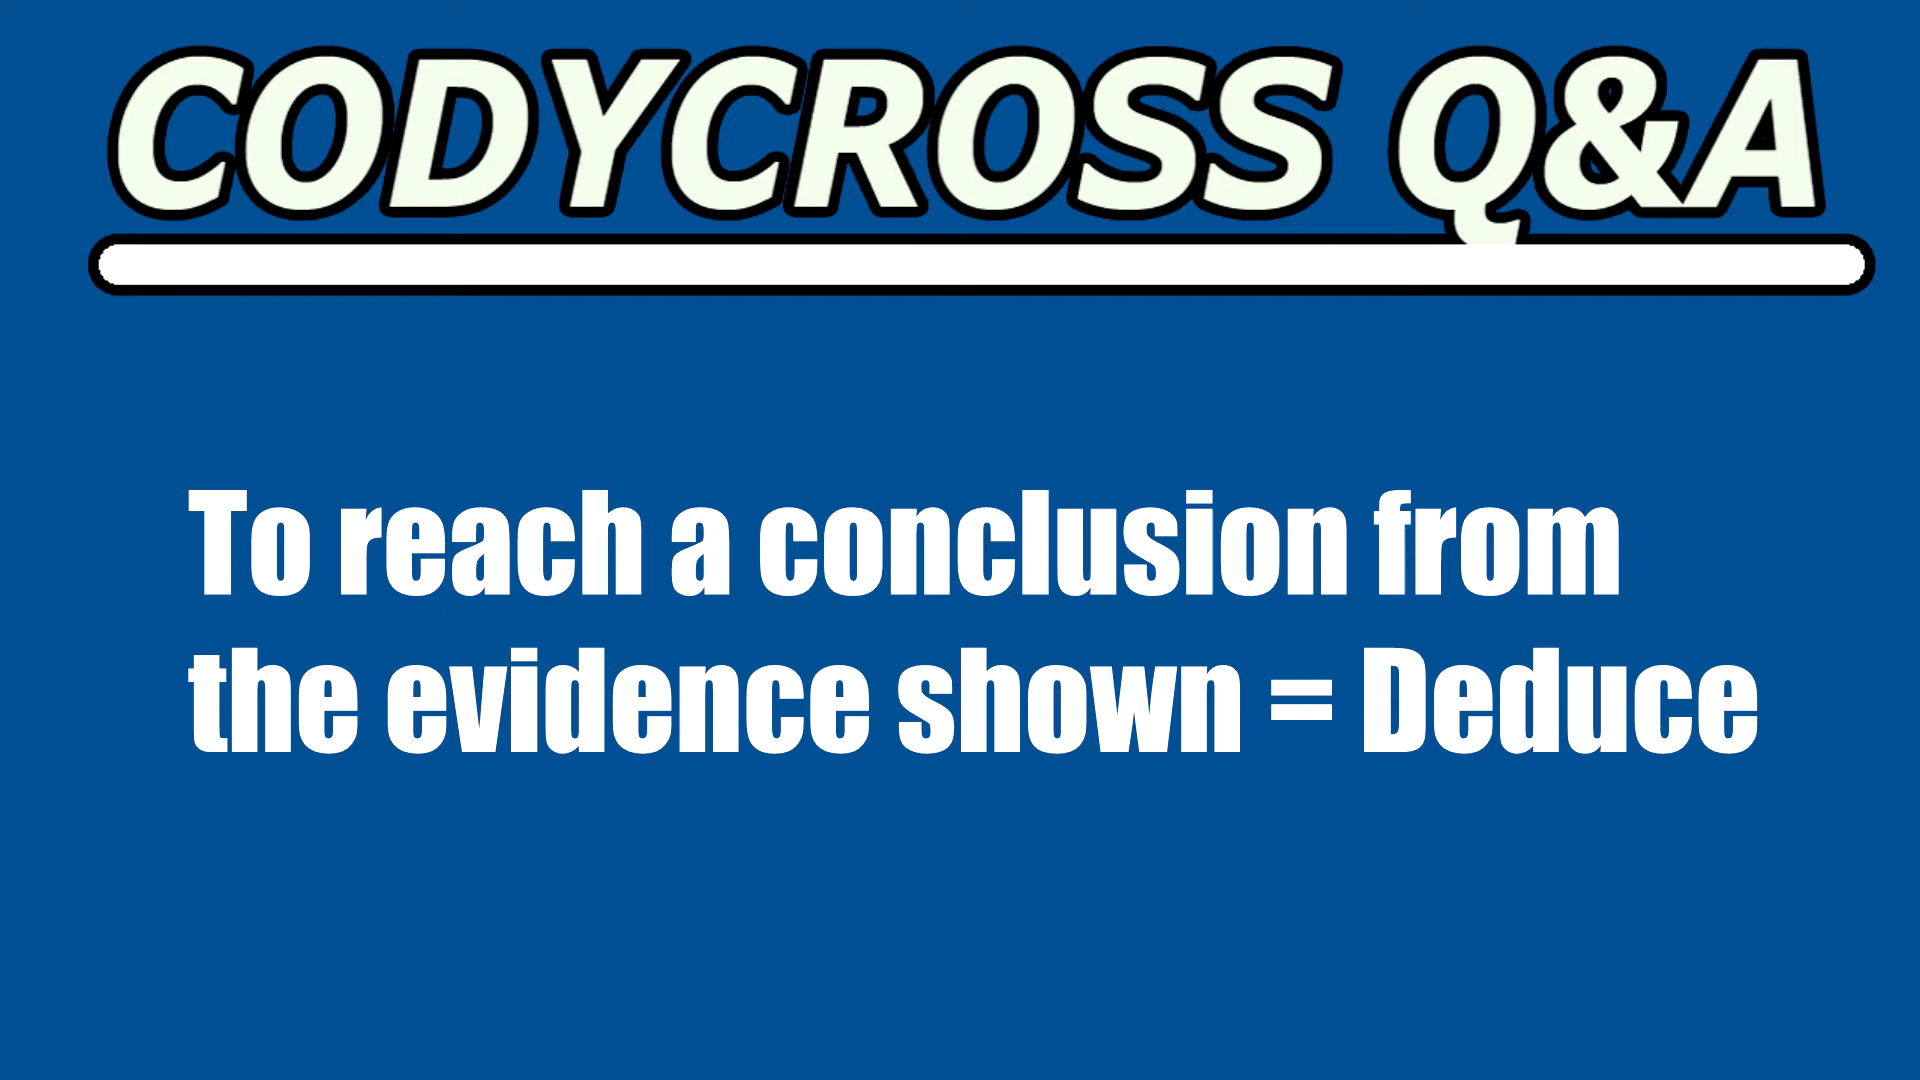 CODYCROSS Q&A
To reach a conclusion from
the evidence shown = Deduce